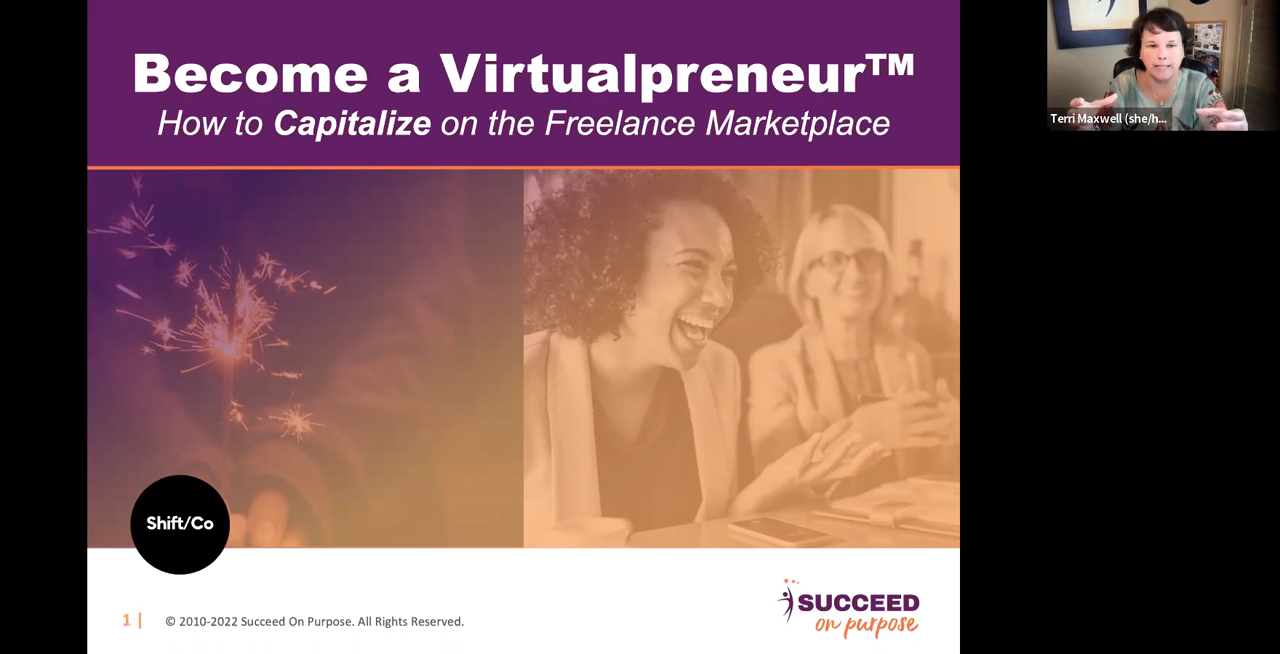 Become a Virtualpreneur™
How to Capitalize on the Freelance Marketplace
Terri Maxwell (she/h...
Shift/Co
1 | © 2010-2022 Succeed On Purpose. All Rights Reserved.
SUCCEED
on purpose